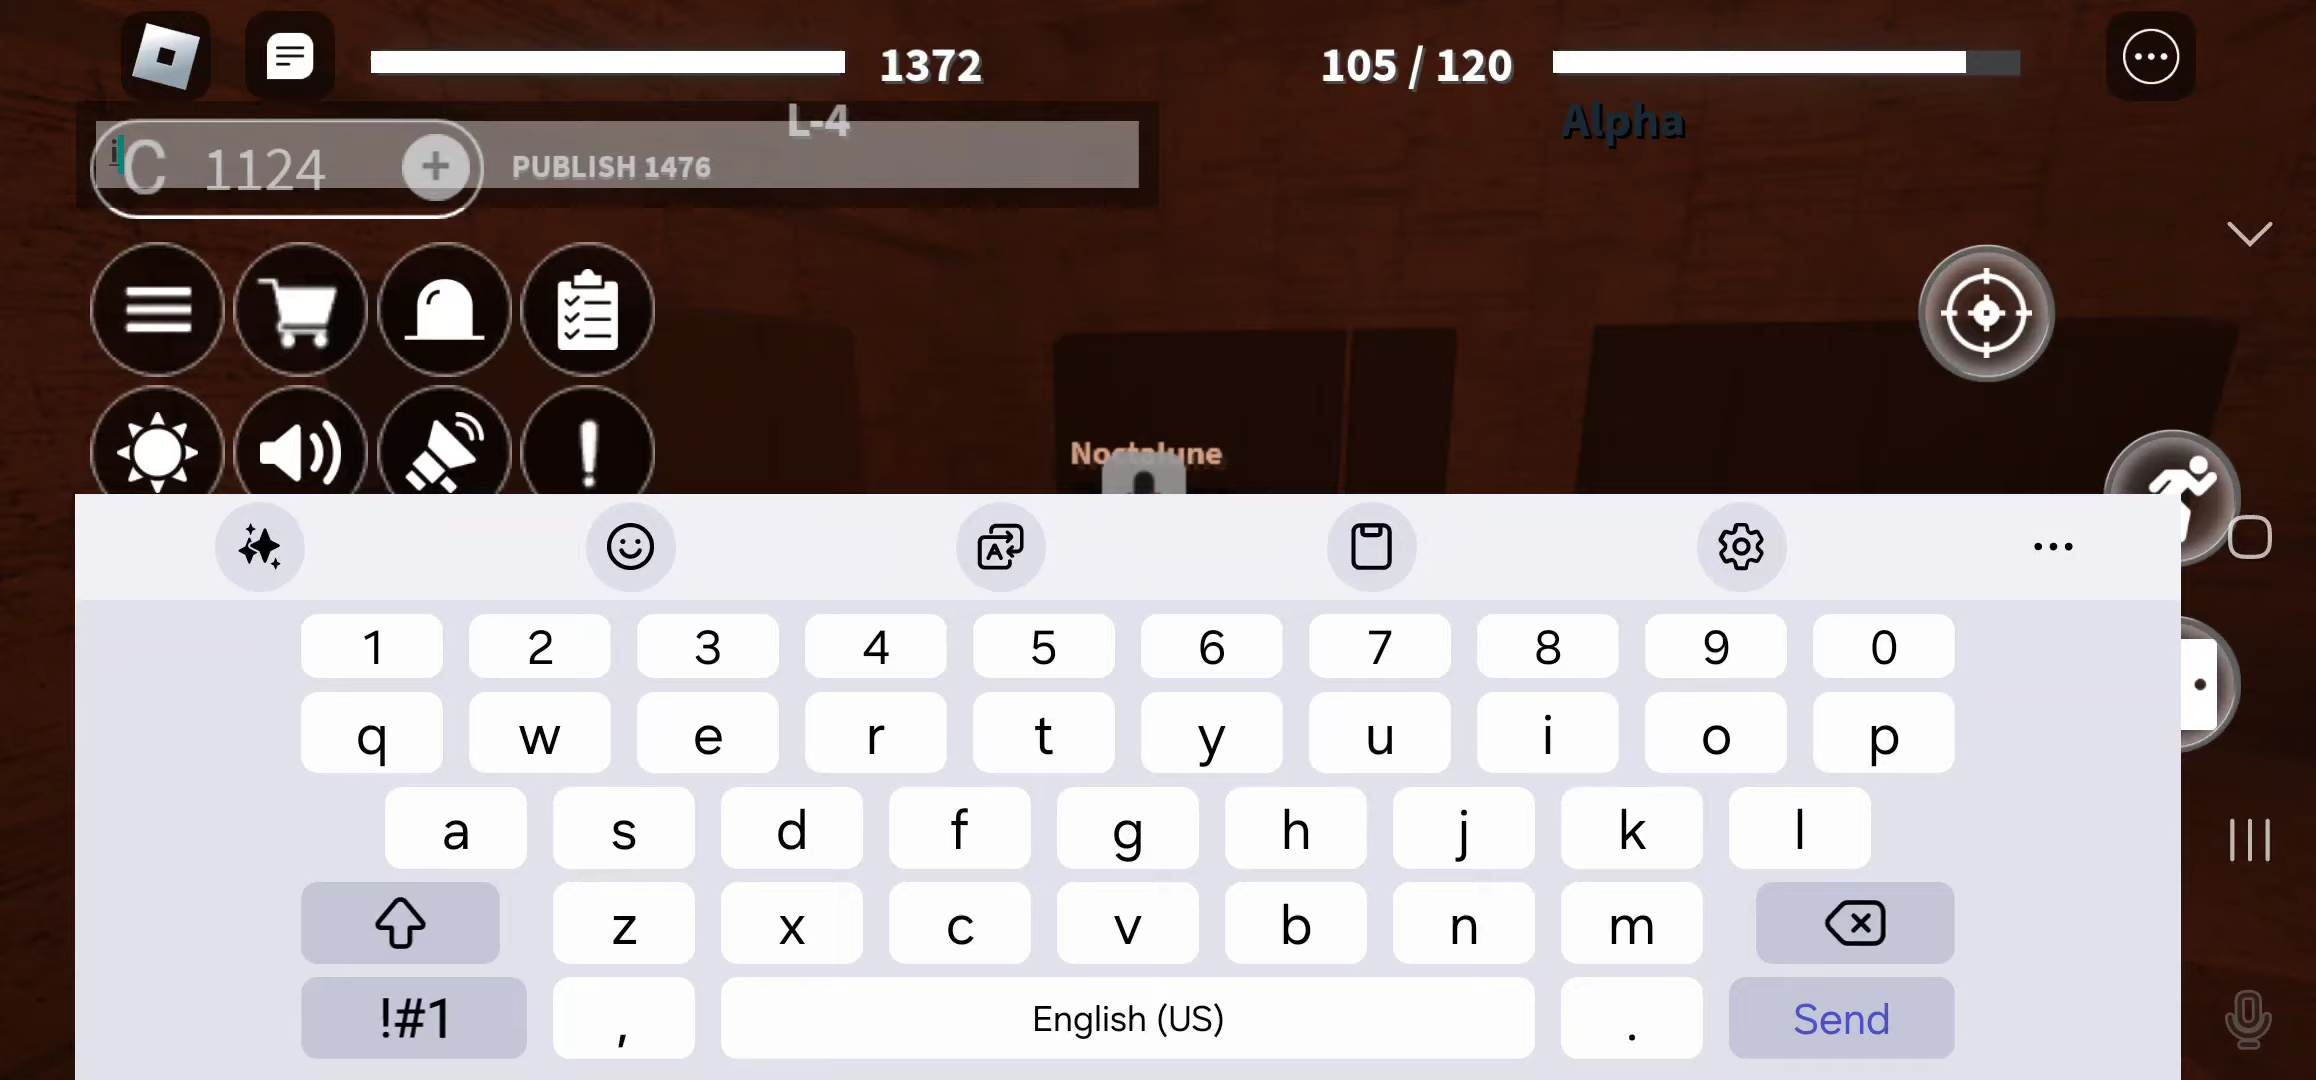 1372
105 / 120
L-4
Alpha
i
C 1124 +
PUBLISH 1476
Noctalune
1 2 3 4 5 6 7 8 9 0
q w e r t y u i o p
a s d f g h j k l
z x c v b n m
!#1 , English (US) . Send